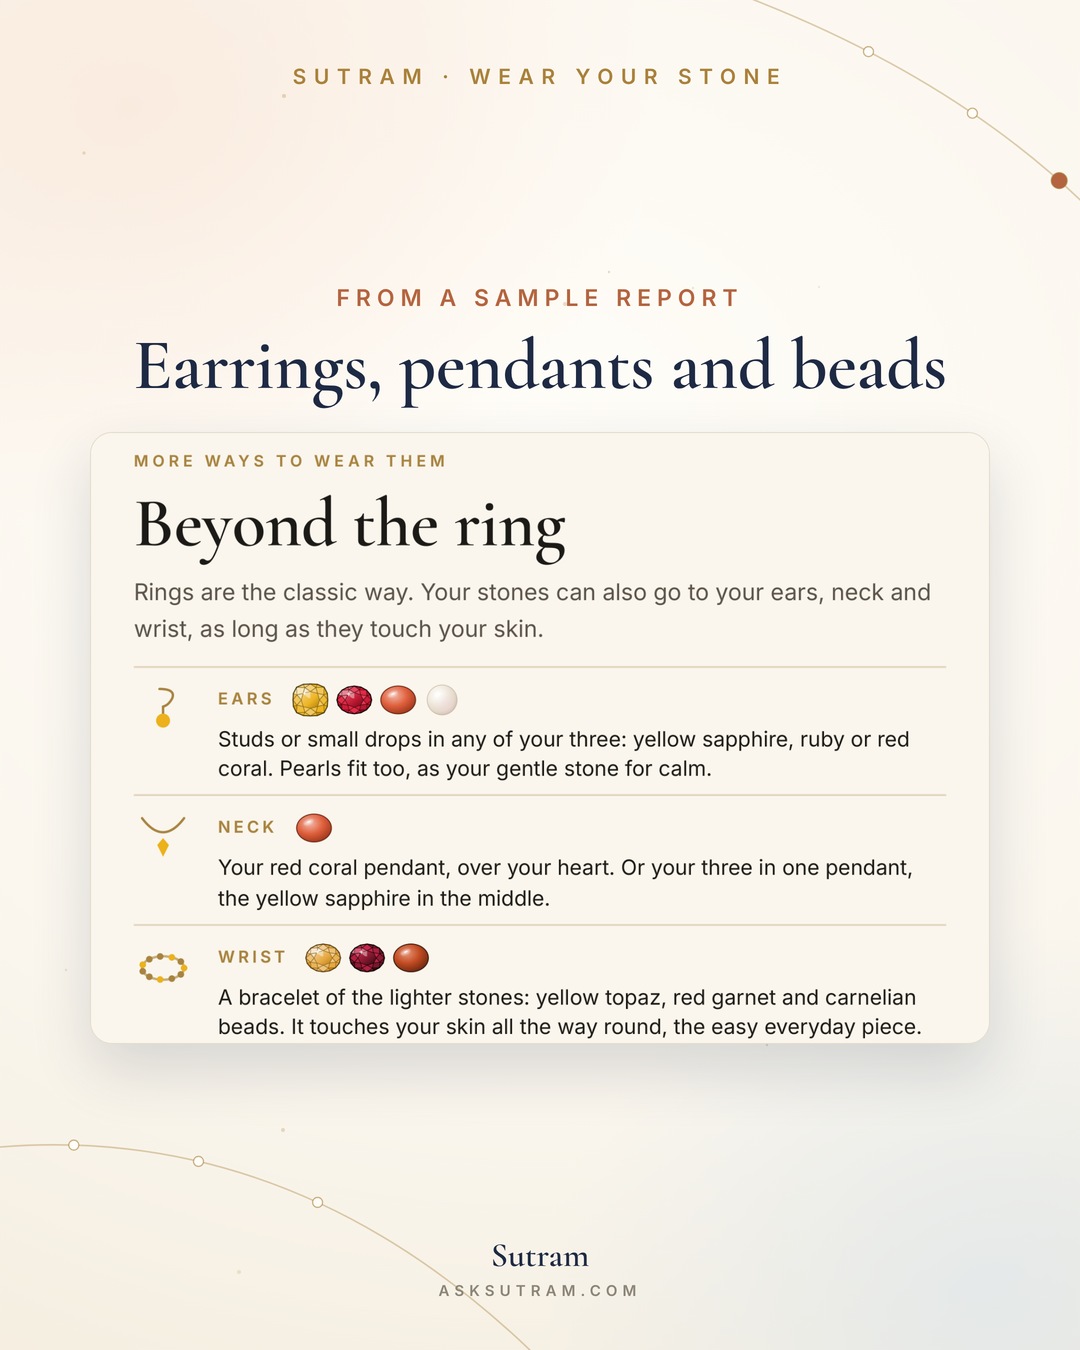 SUTRAM · WEAR YOUR STONE
FROM A SAMPLE REPORT
Earrings, pendants and beads
MORE WAYS TO WEAR THEM
Beyond the ring
Rings are the classic way. Your stones can also go to your ears, neck and
wrist, as long as they touch your skin.
EARS
Studs or small drops in any of your three: yellow sapphire, ruby or red
coral. Pearls fit too, as your gentle stone for calm.
NECK
Your red coral pendant, over your heart. Or your three in one pendant,
the yellow sapphire in the middle.
WRIST
A bracelet of the lighter stones: yellow topaz, red garnet and carnelian
beads. It touches your skin all the way round, the easy everyday piece.
Sutram
ASKSUTRAM.COM